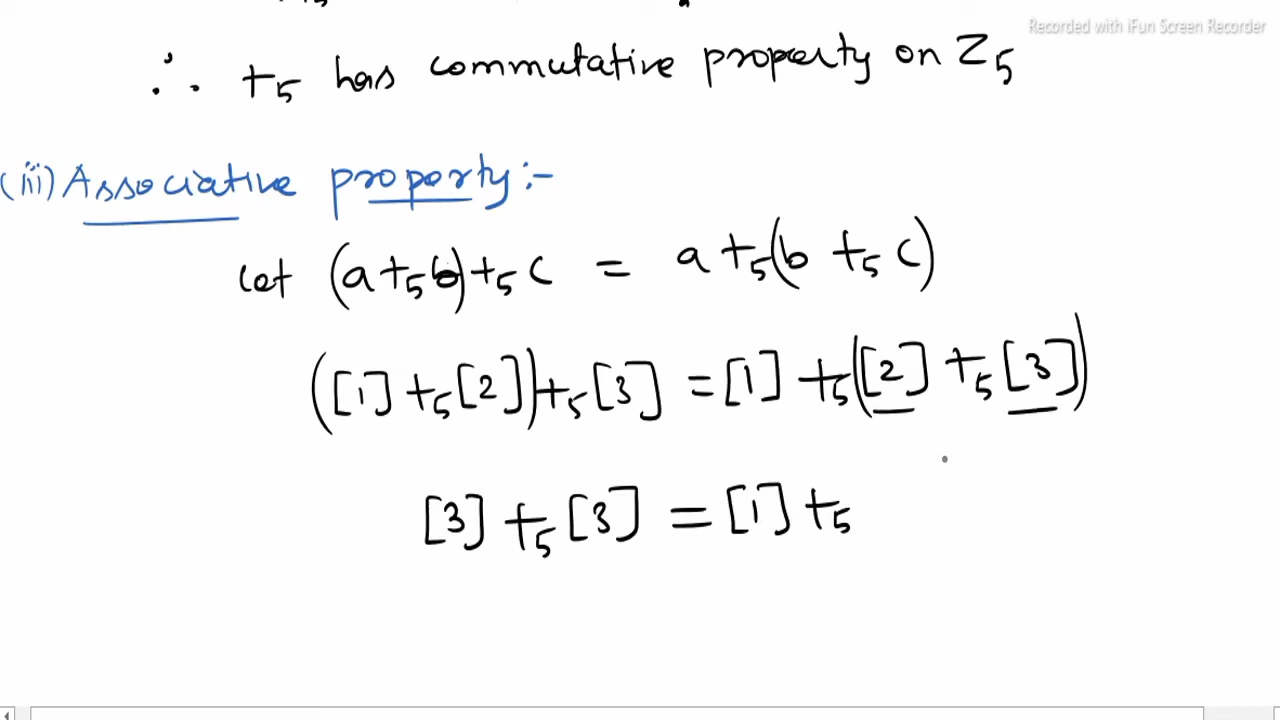 Recorded with iFun Screen Recorder
∴ +5 has commutative property on Z5
(iii) Associative property:-
Let (a +5 b) +5 c = a +5 (b +5 c)
([1] +5 [2]) +5 [3] = [1] +5 ([2] +5 [3])
[3] +5 [3] = [1] +5